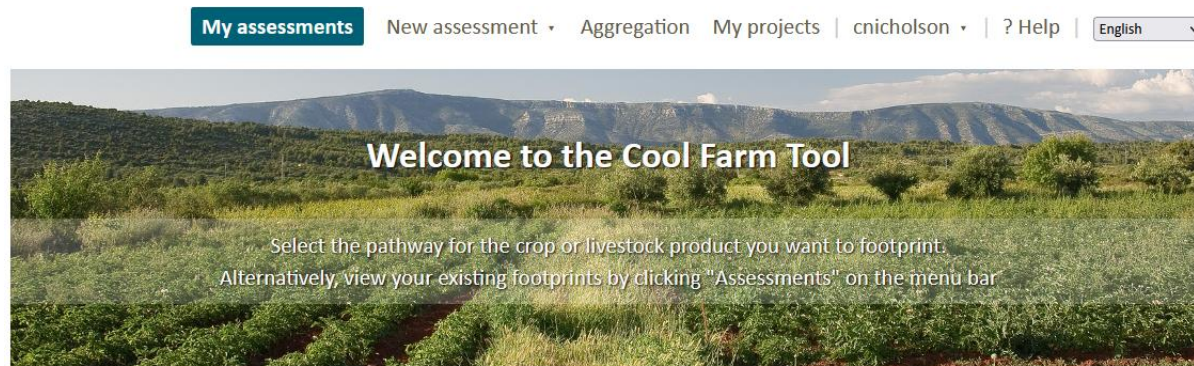 My assessments New assessment ▾ Aggregation My projects | cnicholson ▾ | ? Help | English
Welcome to the Cool Farm Tool
Select the pathway for the crop or livestock product you want to footprint.
Alternatively, view your existing footprints by clicking "Assessments" on the menu bar